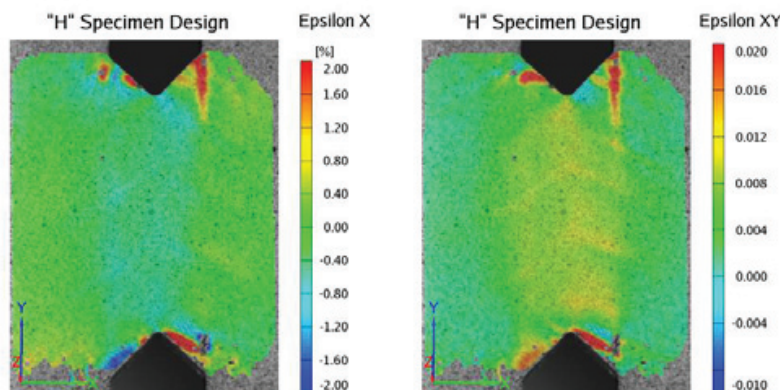 "H" Specimen Design
Epsilon X
[%]
2.00
1.60
1.20
0.80
0.40
0.00
-0.40
-0.80
-1.20
-1.60
-2.00
Y
Z
X
"H" Specimen Design
Epsilon XY
0.020
0.016
0.012
0.008
0.004
0.000
-0.004
-0.010
Y
Z
X